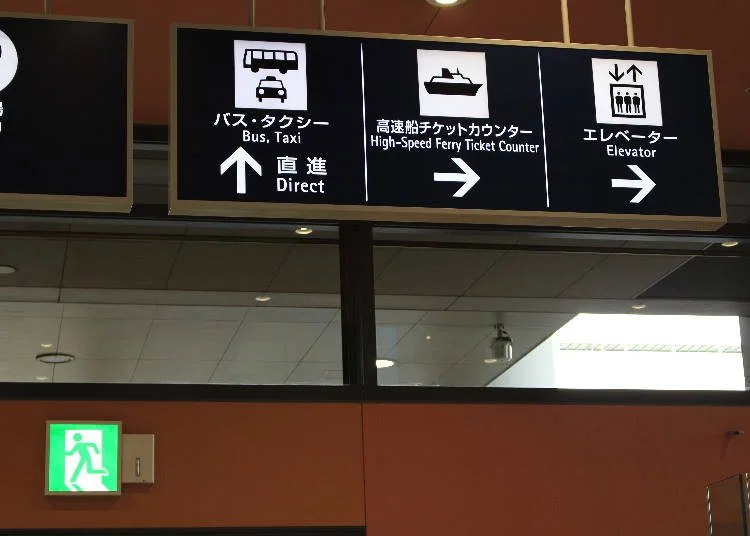 バス・タクシー
Bus, Taxi
直進
Direct
高速船チケットカウンター
High-Speed Ferry Ticket Counter
エレベーター
Elevator